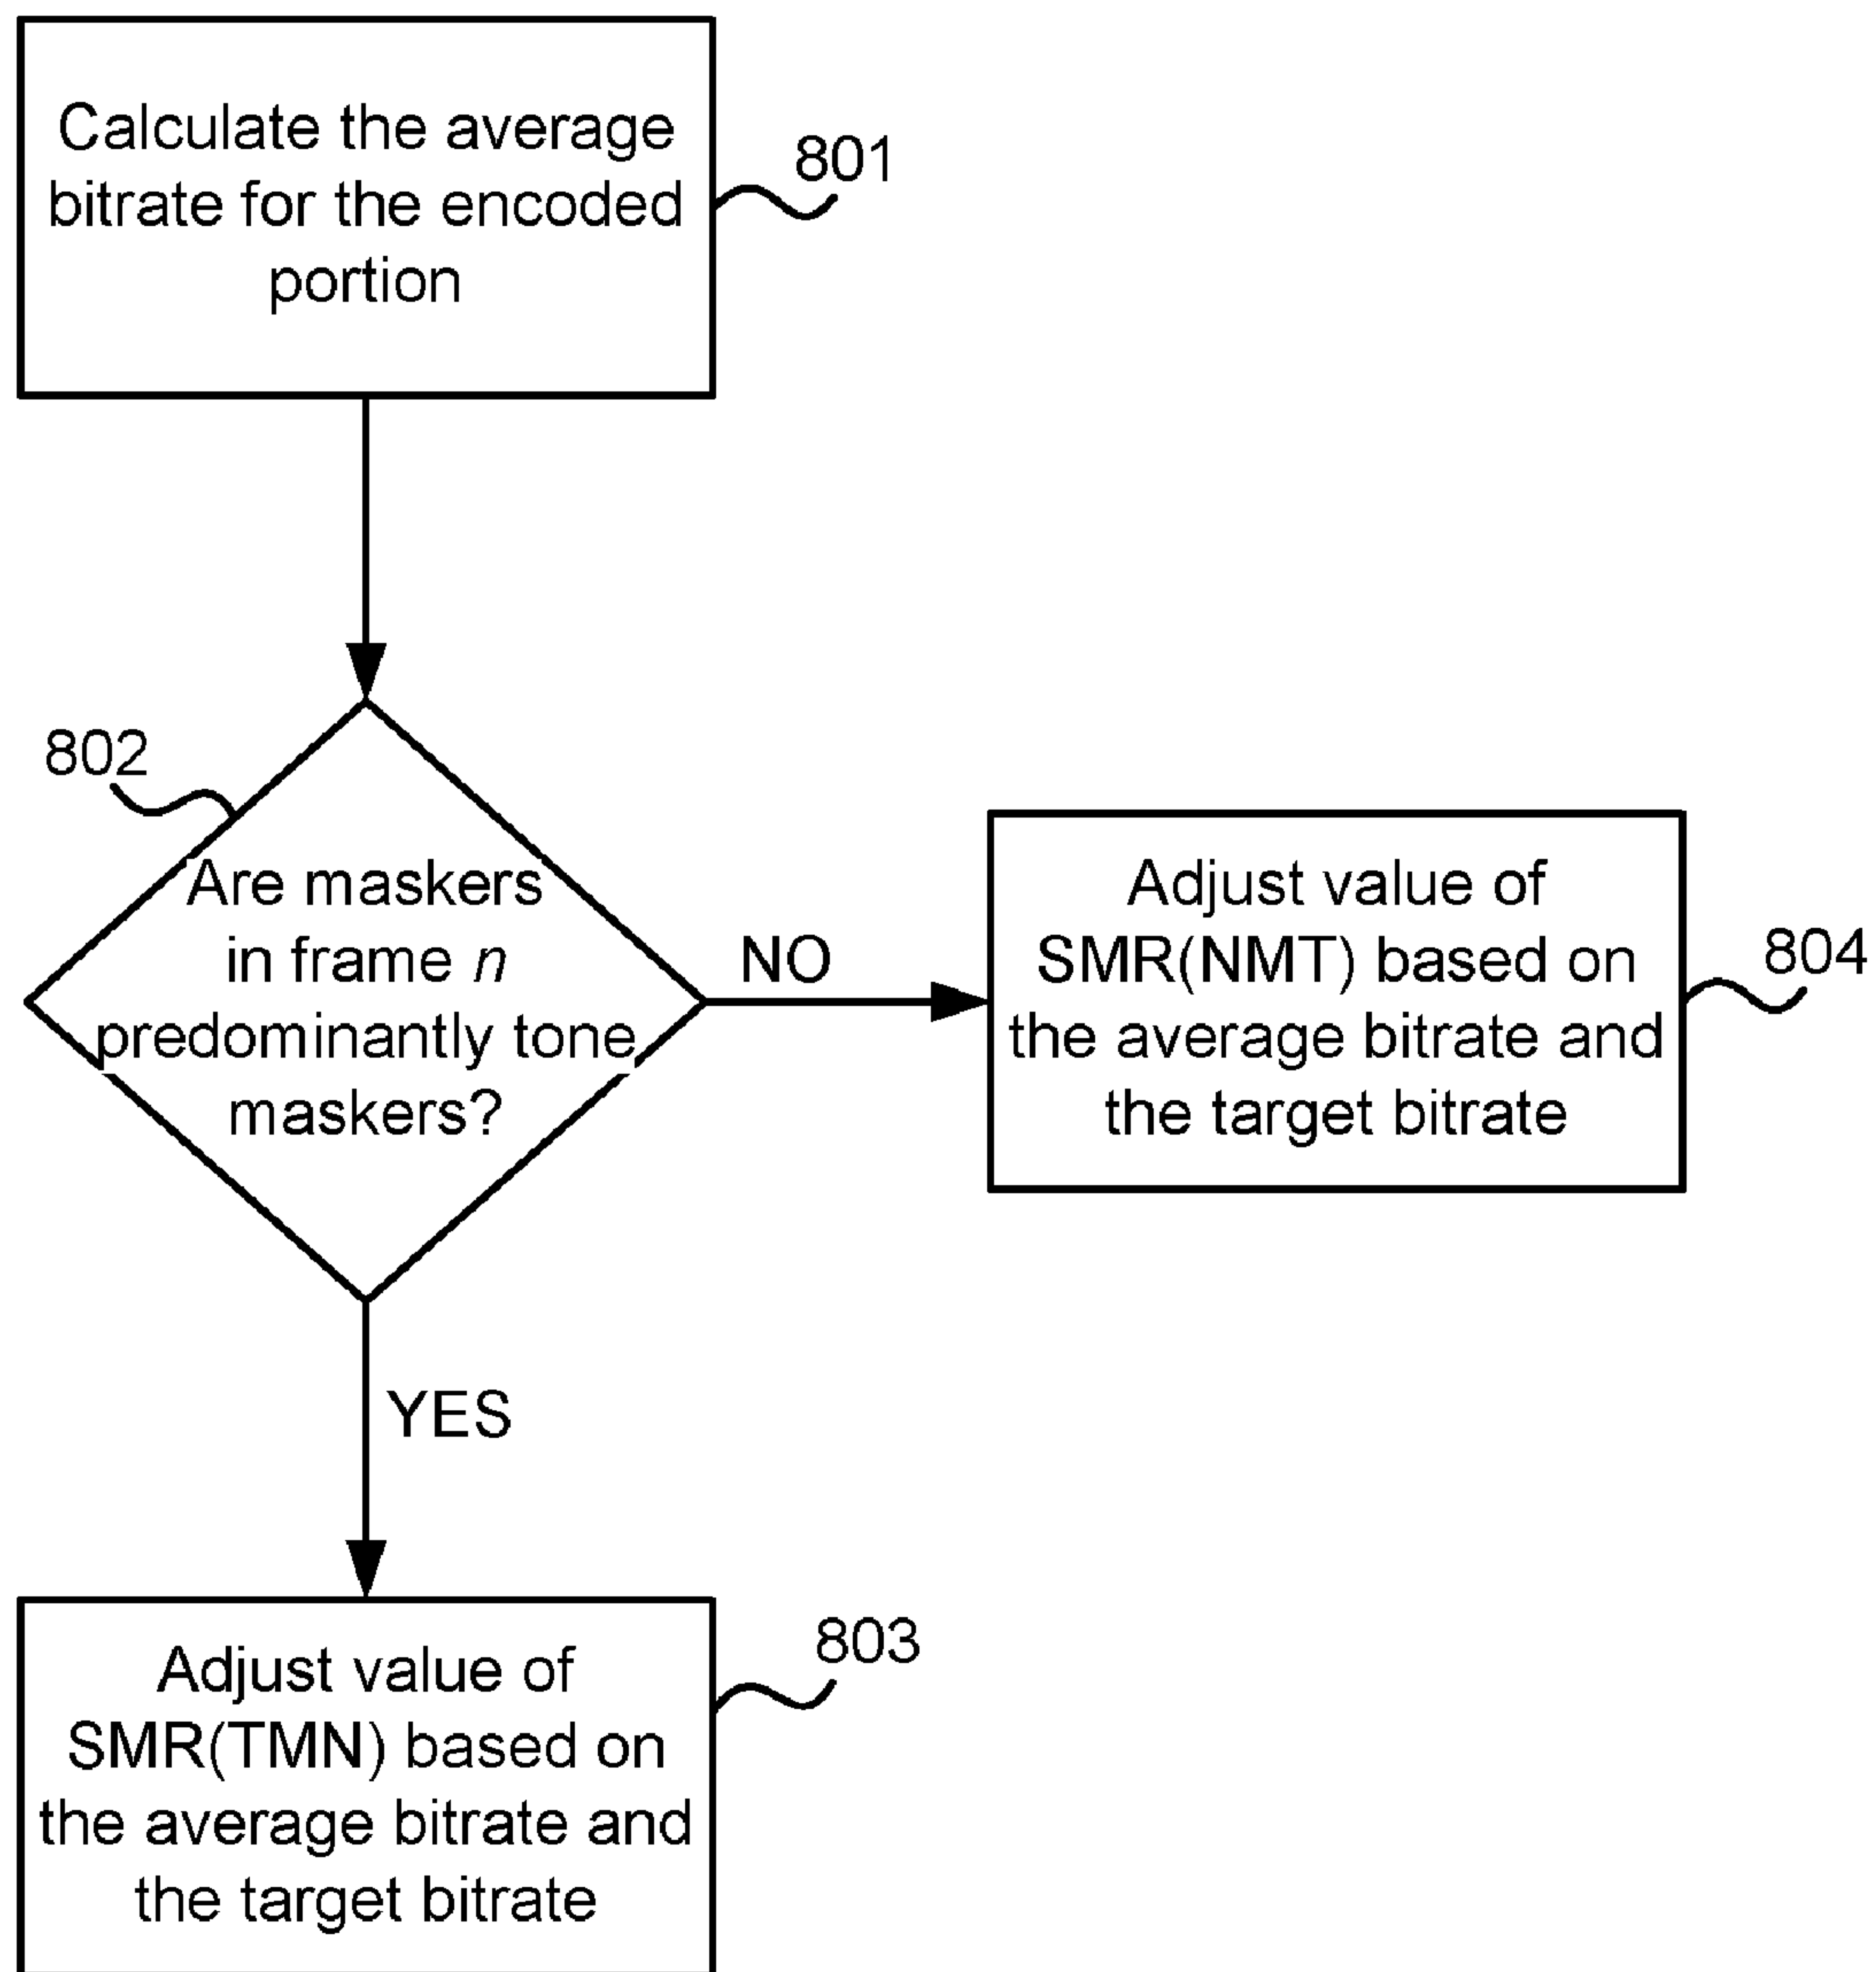 Calculate the average
bitrate for the encoded
portion
801
802
Are maskers
in frame n
predominantly tone
maskers?
NO
Adjust value of
SMR(NMT) based on
the average bitrate and
the target bitrate
804
YES
Adjust value of
SMR(TMN) based on
the average bitrate and
the target bitrate
803